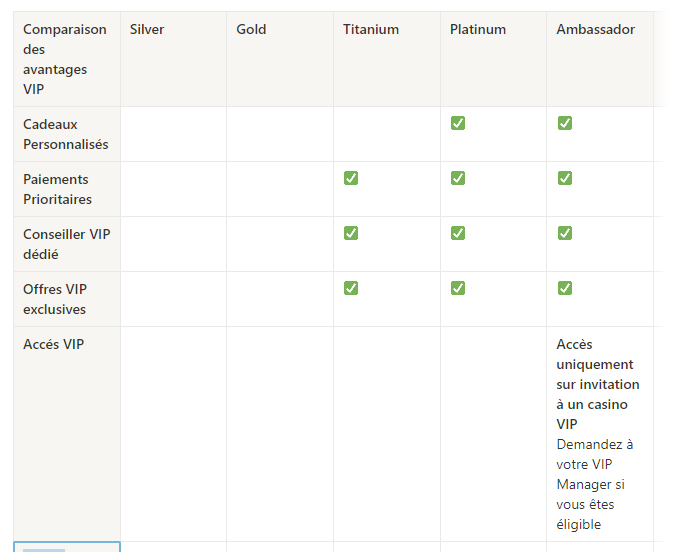 Comparaison
des
avantages
VIP
Silver
Gold
Titanium
Platinum
Ambassador
Cadeaux
Personnalisés
Paiements
Prioritaires
Conseiller VIP
dédié
Offres VIP
exclusives
Accés VIP
Accès
uniquement
sur invitation
à un casino
VIP
Demandez à
votre VIP
Manager si
vous êtes
éligible